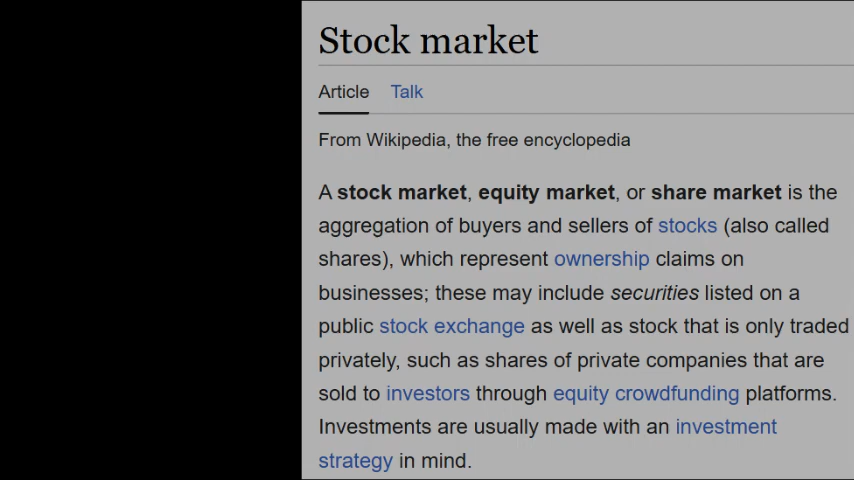 Stock market
Article Talk
From Wikipedia, the free encyclopedia
A stock market, equity market, or share market is the
aggregation of buyers and sellers of stocks (also called
shares), which represent ownership claims on
businesses; these may include securities listed on a
public stock exchange as well as stock that is only traded
privately, such as shares of private companies that are
sold to investors through equity crowdfunding platforms.
Investments are usually made with an investment
strategy in mind.